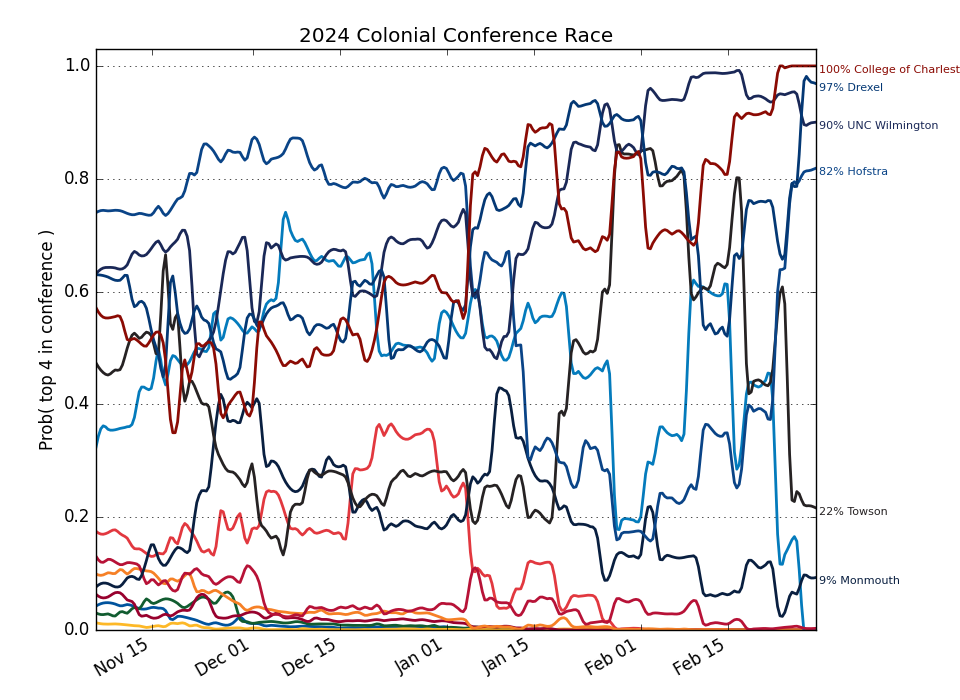 2024 Colonial Conference Race
Prob( top 4 in conference )
1.0
0.8
0.6
0.4
0.2
0.0
Nov 15
Dec 01
Dec 15
Jan 01
Jan 15
Feb 01
Feb 15
100% College of Charlest
97% Drexel
90% UNC Wilmington
82% Hofstra
22% Towson
9% Monmouth